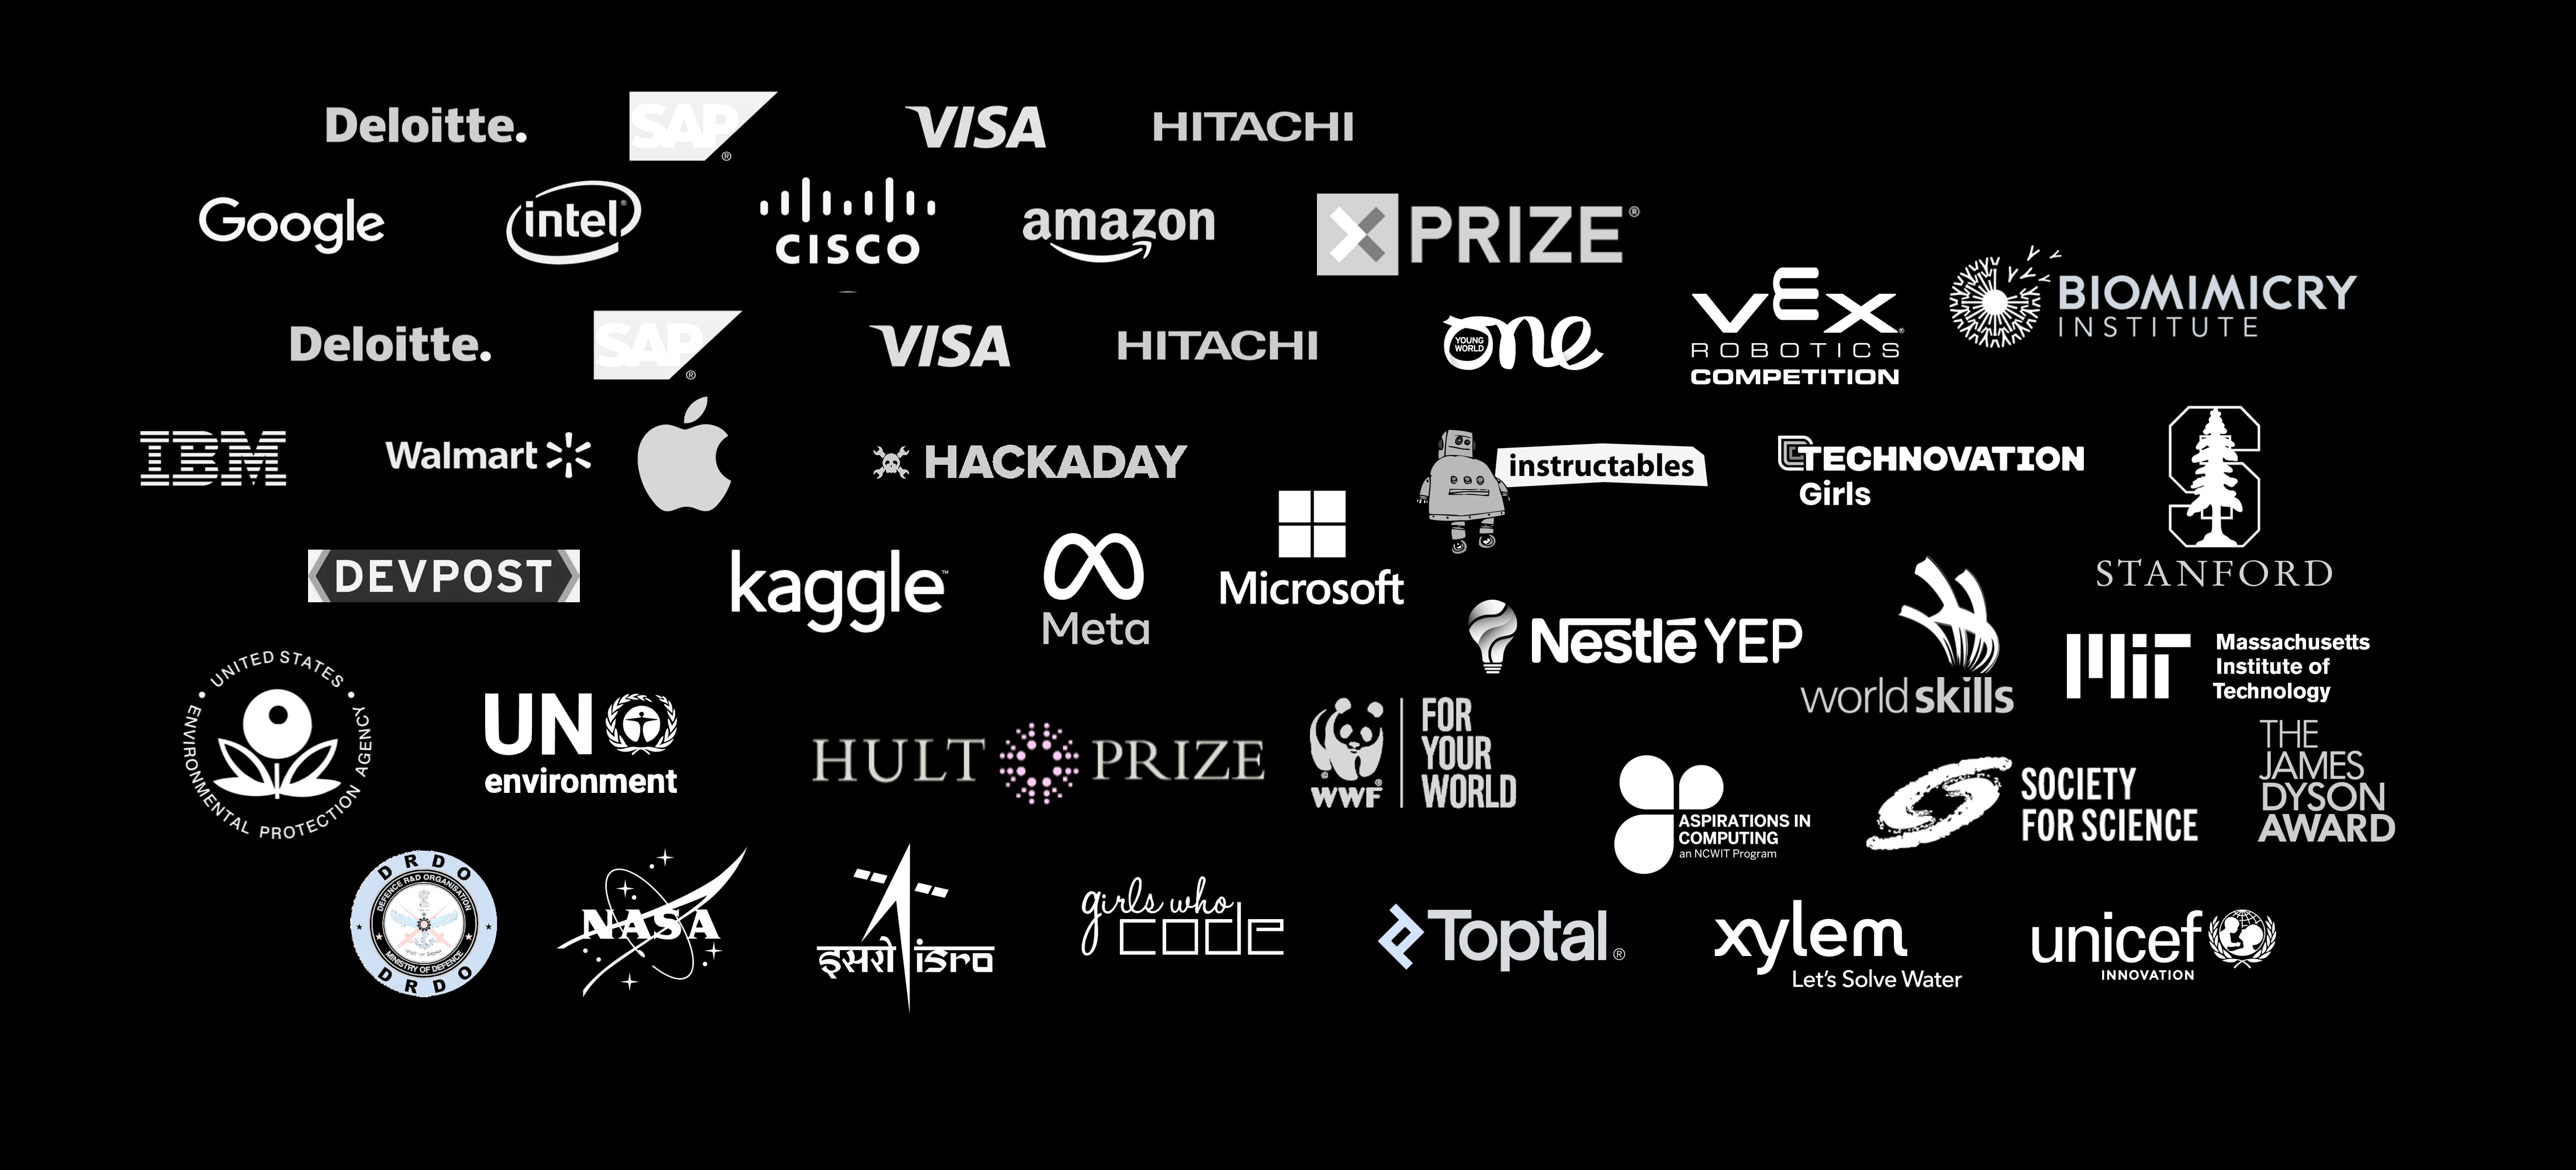 Deloitte.
SAP ®
VISA
HITACHI
Google
intel®
CISCO
amazon
X PRIZE®
Deloitte.
SAP ®
VISA
HITACHI
YOUNG
WORLD
one
VEX®
ROBOTICS
COMPETITION
BIOMIMICRY
INSTITUTE
IBM
Walmart
HACKADAY
instructables
TECHNOVATION
Girls
S
STANFORD
DEVPOST
kaggle™
Meta
Microsoft
Nestlé YEP
worldskills
MIT
Massachusetts
Institute of
Technology
UNITED STATES
ENVIRONMENTAL PROTECTION AGENCY
UN
environment
HULT PRIZE
WWF®
FOR
YOUR
WORLD
ASPIRATIONS IN
COMPUTING
an NCWIT Program
SOCIETY
FOR SCIENCE
THE
JAMES
DYSON
AWARD
DRDO
DEFENCE R&D ORGANISATION
MINISTRY OF DEFENCE
DRDO
NASA
इसरो isro
girls who
code
Toptal®
xylem
Let's Solve Water
unicef
INNOVATION